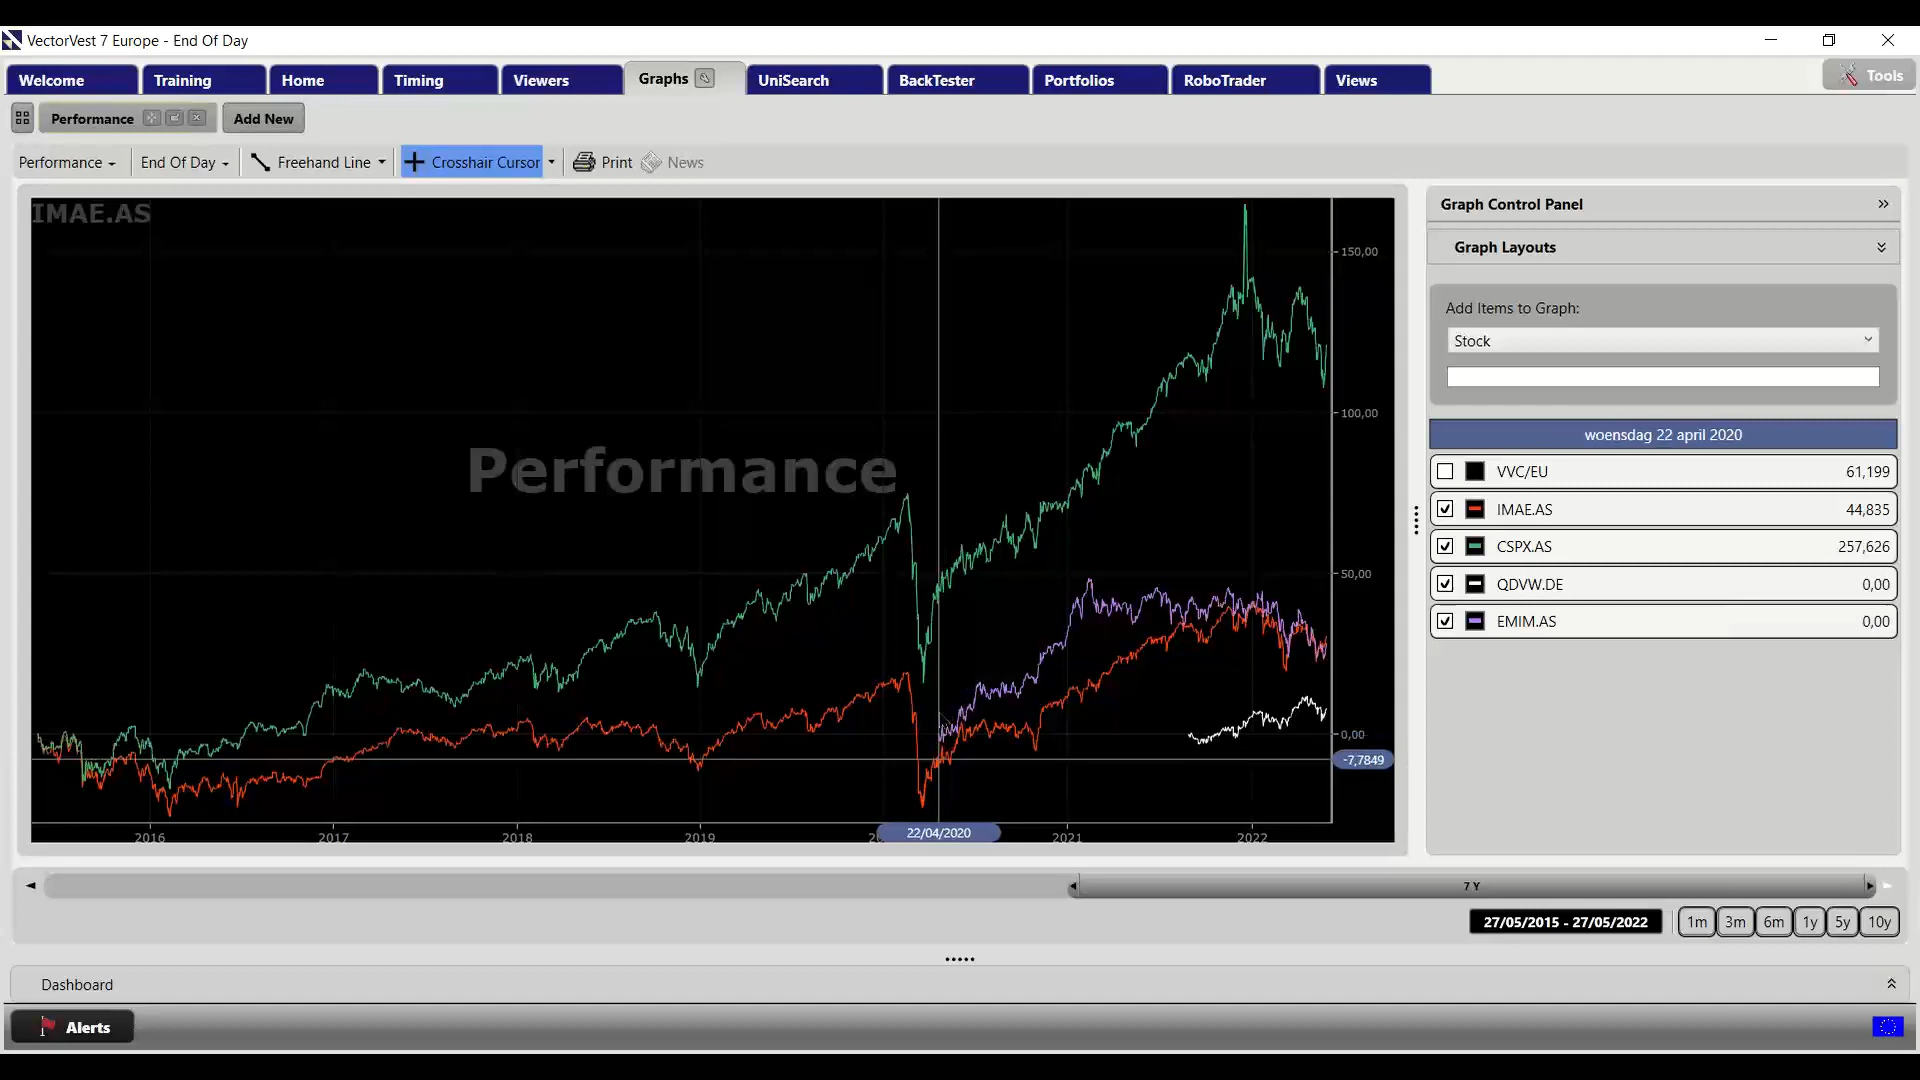 VectorVest 7 Europe - End Of Day
Welcome Training Home Timing Viewers Graphs UniSearch BackTester Portfolios RoboTrader Views Tools
Performance Add New
Performance End Of Day Freehand Line Crosshair Cursor Print News
IMAE.AS
Performance
150,00
100,00
50,00
0,00
-7,7849
2016 2017 2018 2019 22/04/2020 2021 2022
Graph Control Panel
Graph Layouts
Add Items to Graph:
Stock
woensdag 22 april 2020
VVC/EU 61,199
IMAE.AS 44,835
CSPX.AS 257,626
QDVW.DE 0,00
EMIM.AS 0,00
7 Y
27/05/2015 - 27/05/2022 1m 3m 6m 1y 5y 10y
Dashboard
Alerts